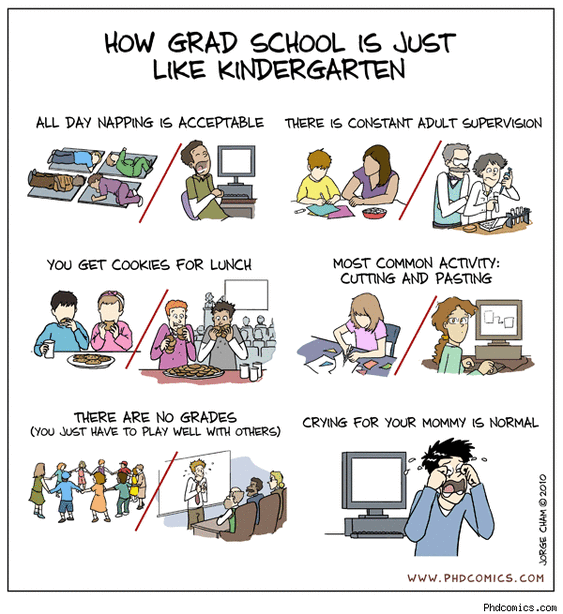 HOW GRAD SCHOOL IS JUST
LIKE KINDERGARTEN
ALL DAY NAPPING IS ACCEPTABLE
THERE IS CONSTANT ADULT SUPERVISION
YOU GET COOKIES FOR LUNCH
MOST COMMON ACTIVITY:
CUTTING AND PASTING
THERE ARE NO GRADES
(YOU JUST HAVE TO PLAY WELL WITH OTHERS)
CRYING FOR YOUR MOMMY IS NORMAL
JORGE CHAM © 2010
WWW.PHDCOMICS.COM
Phdcomics.com